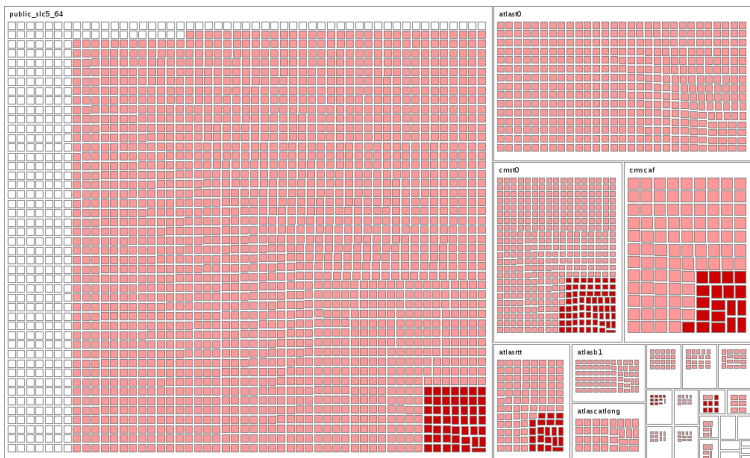 public_slc5_64
atlast0
cmst0
cmscaf
atlasrtt
atlasb1
atlascatlong